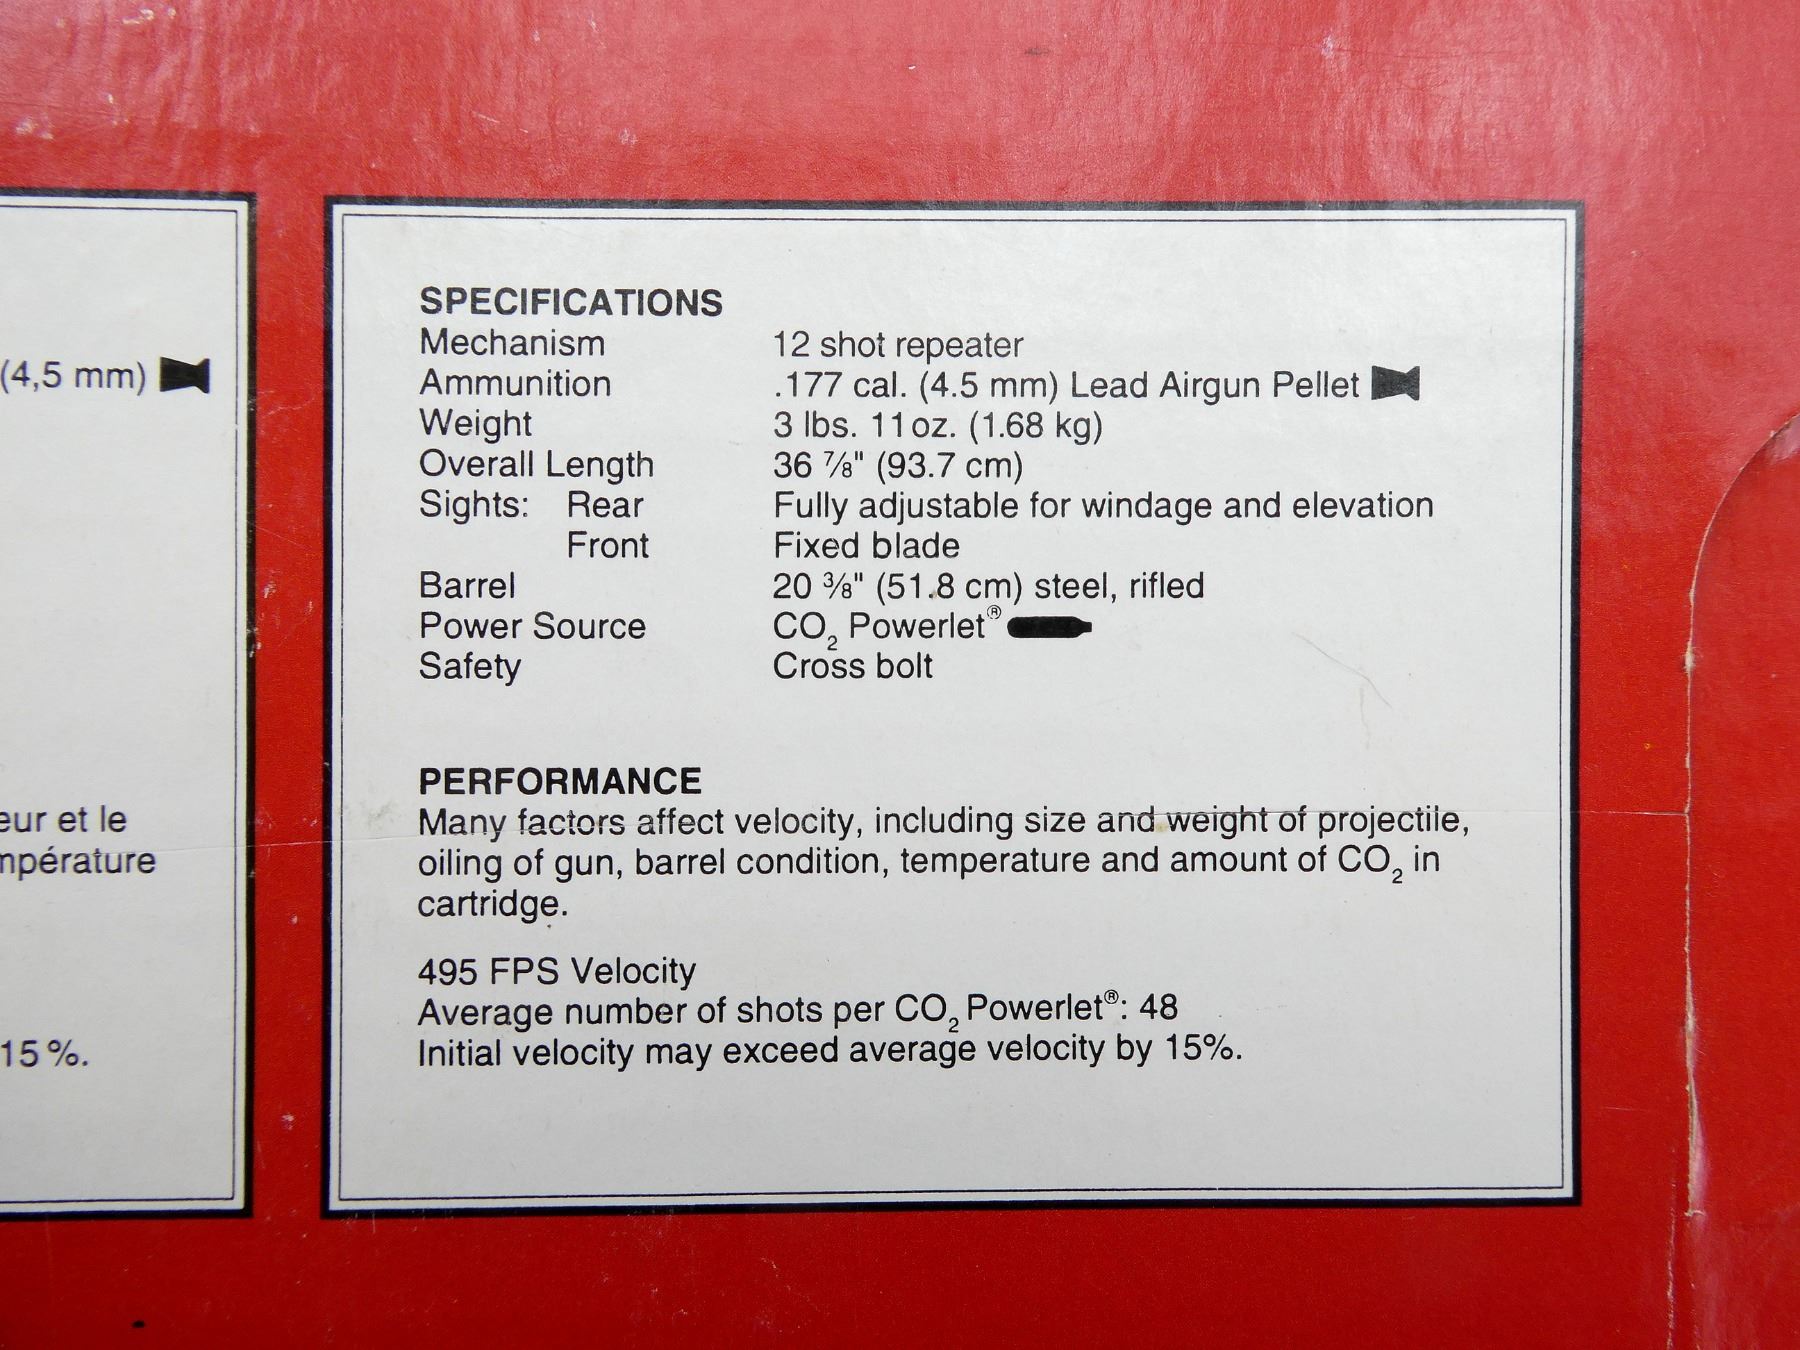 (4,5 mm)
eur et le
mpérature
15 %.
SPECIFICATIONS
Mechanism 12 shot repeater
Ammunition .177 cal. (4.5 mm) Lead Airgun Pellet
Weight 3 lbs. 11 oz. (1.68 kg)
Overall Length 36 ⅞" (93.7 cm)
Sights: Rear Fully adjustable for windage and elevation
Front Fixed blade
Barrel 20 ⅜" (51.8 cm) steel, rifled
Power Source CO₂ Powerlet®
Safety Cross bolt
PERFORMANCE
Many factors affect velocity, including size and weight of projectile,
oiling of gun, barrel condition, temperature and amount of CO₂ in
cartridge.
495 FPS Velocity
Average number of shots per CO₂ Powerlet®: 48
Initial velocity may exceed average velocity by 15%.